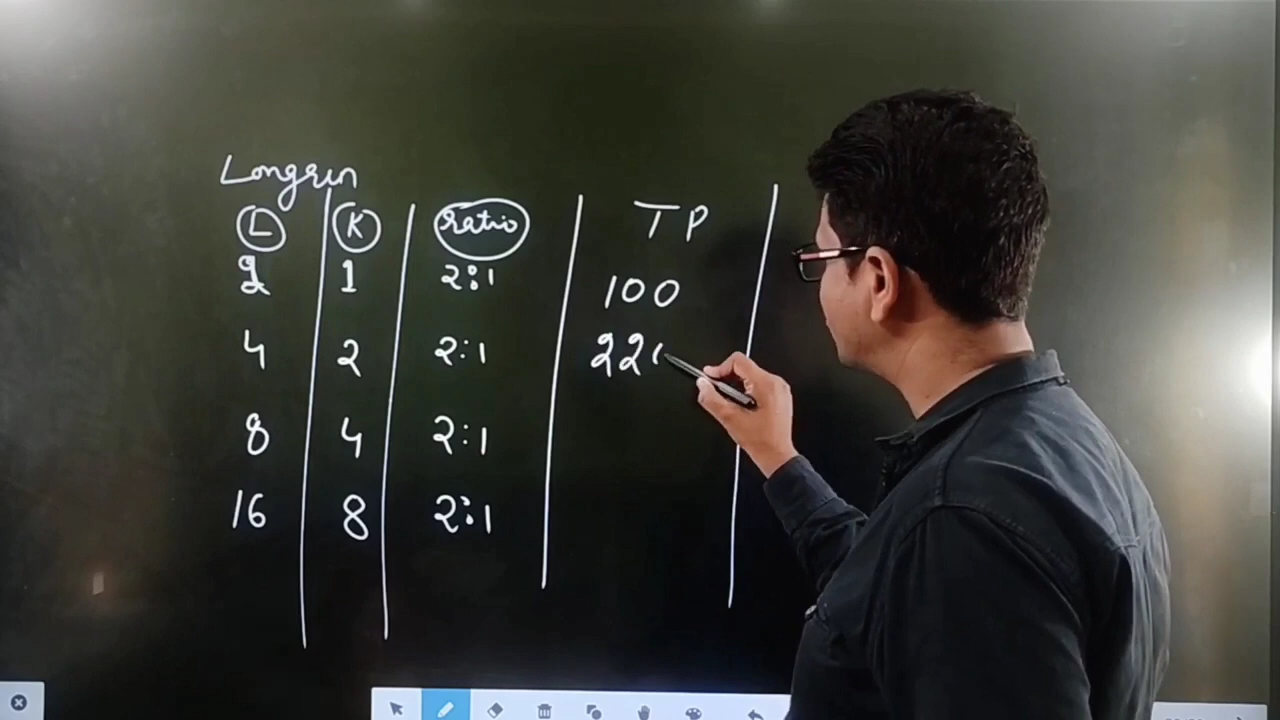 Longrun
L K ratio TP
2 1 2:1 100
4 2 2:1 22
8 4 2:1
16 8 2:1